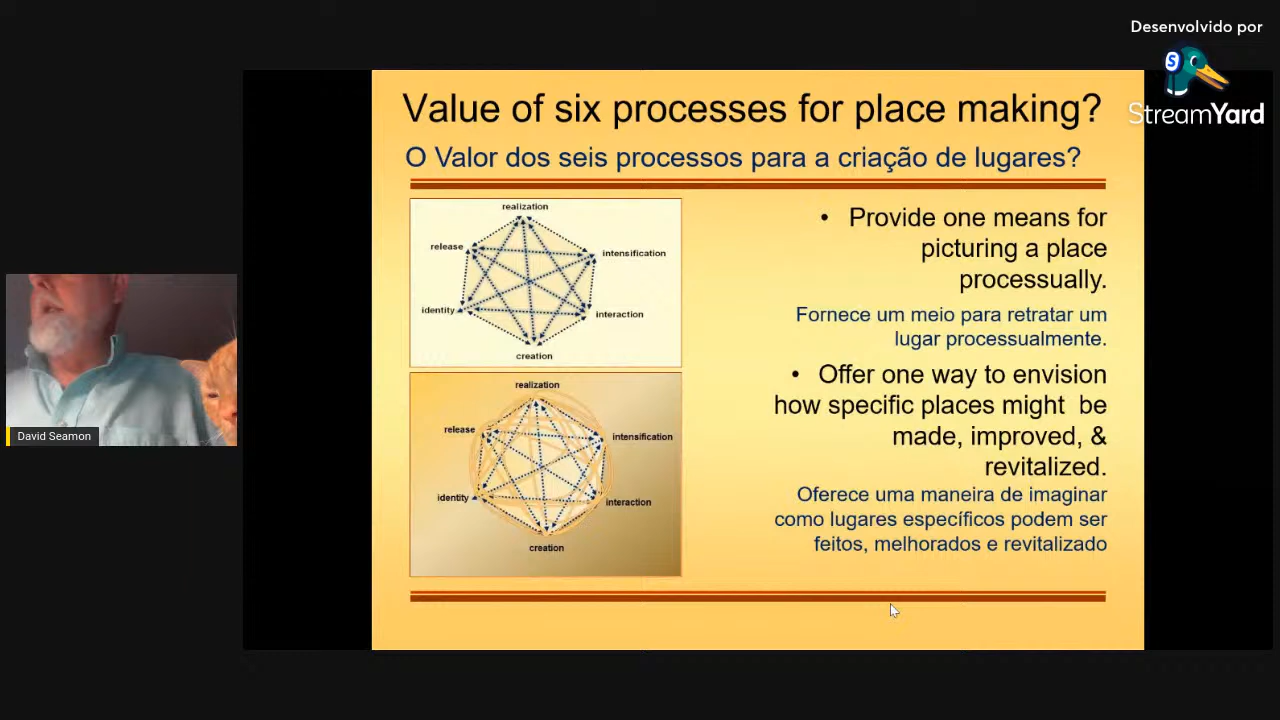 Desenvolvido por
StreamYard
Value of six processes for place making?
O Valor dos seis processos para a criação de lugares?
realization
release
intensification
identity
interaction
creation
realization
release
intensification
identity
interaction
creation
• Provide one means for
picturing a place
processually.
Fornece um meio para retratar um
lugar processualmente.
• Offer one way to envision
how specific places might be
made, improved, &
revitalized.
Oferece uma maneira de imaginar
como lugares específicos podem ser
feitos, melhorados e revitalizado
David Seamon